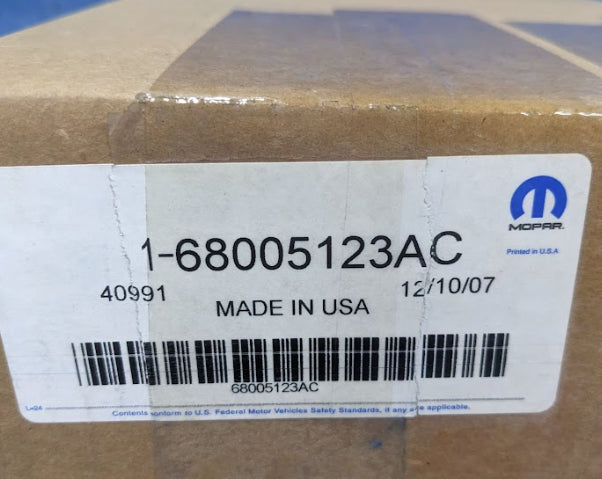 MOPAR
Printed in U.S.A
1-68005123AC
40991
12/10/07
MADE IN USA
68005123AC
Contents conform to U.S. Federal Motor Vehicles Safety Standards, if any are applicable.